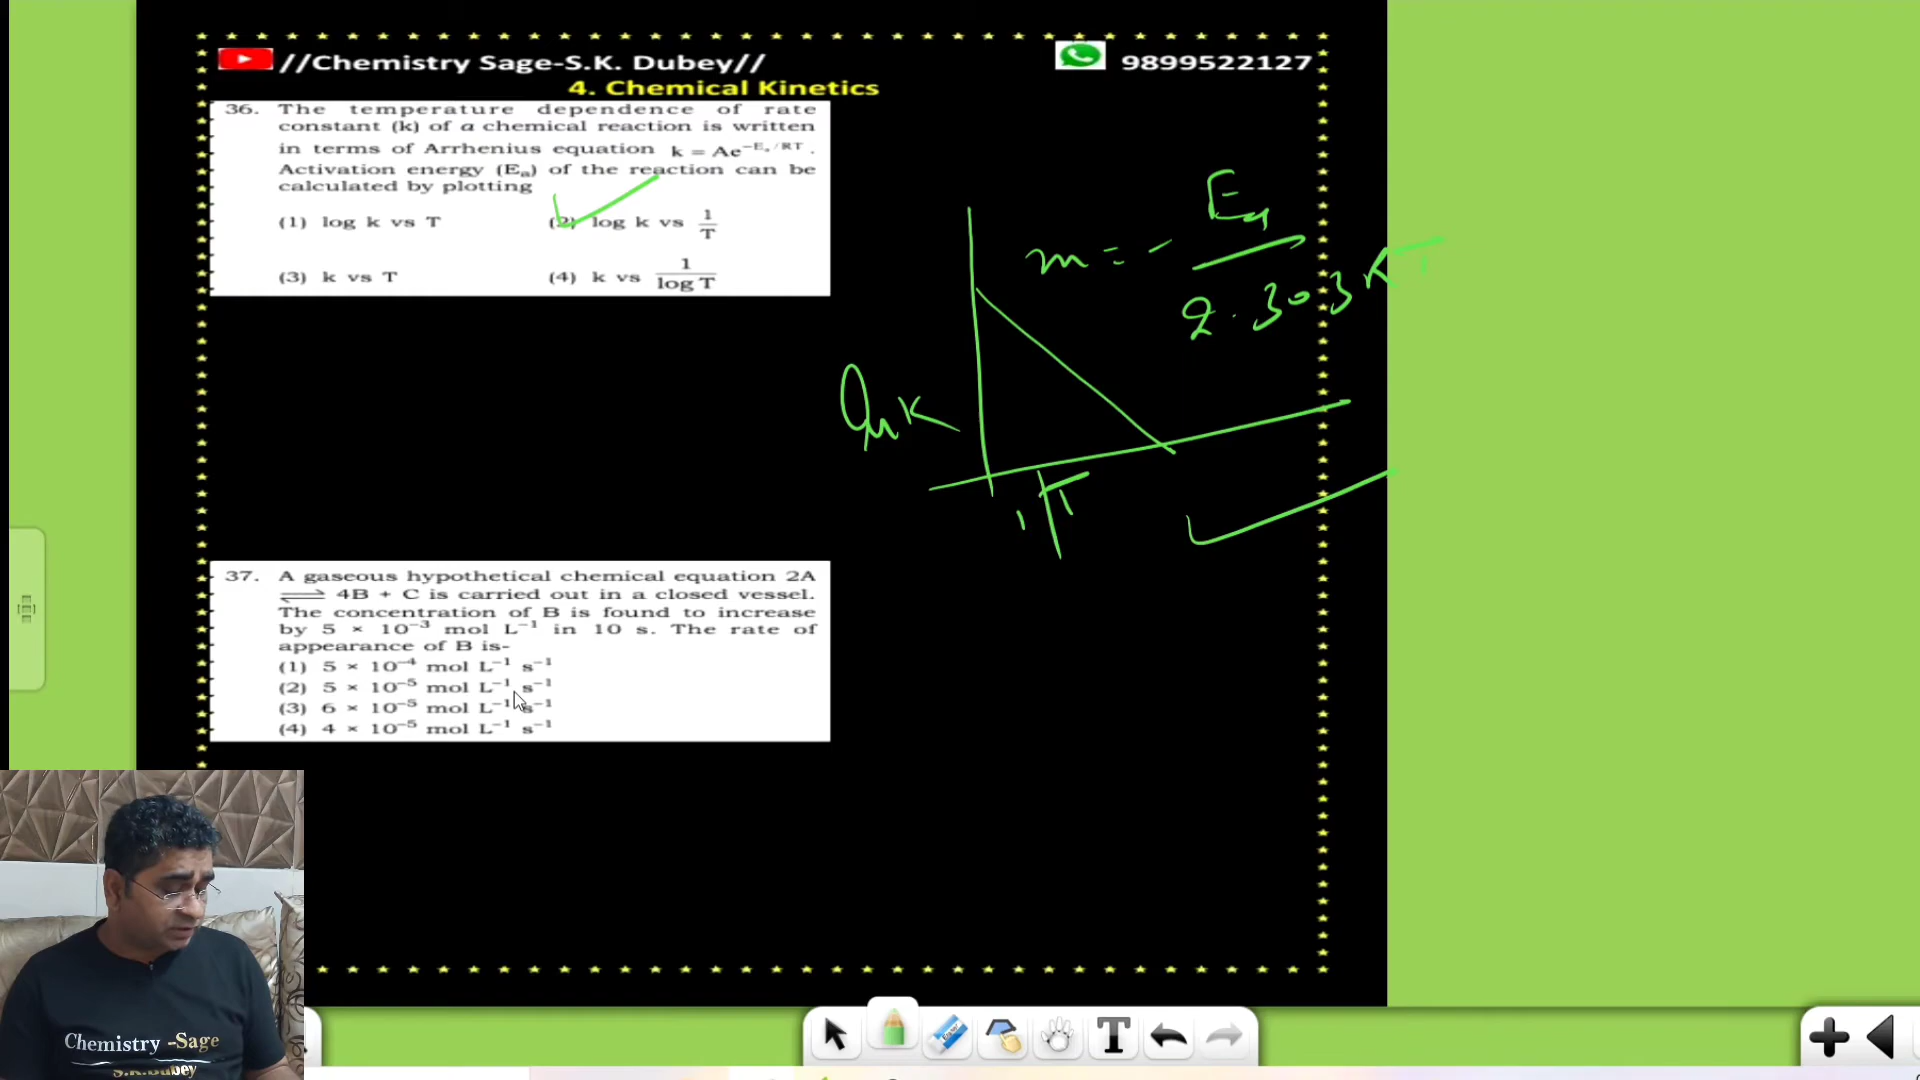 //Chemistry Sage-S.K. Dubey//
9899522127
4. Chemical Kinetics
36. The temperature dependence of rate
constant (k) of a chemical reaction is written
in terms of Arrhenius equation k = Ae^{-E_a/RT}.
Activation energy (E_a) of the reaction can be
calculated by plotting
(1) log k vs T
(2) log k vs 1/T
(3) k vs T
(4) k vs 1/log T
m = - E_a / 2.303RT
k
1/T
37. A gaseous hypothetical chemical equation 2A
⇌ 4B + C is carried out in a closed vessel.
The concentration of B is found to increase
by 5 × 10⁻³ mol L⁻¹ in 10 s. The rate of
appearance of B is-
(1) 5 × 10⁻⁴ mol L⁻¹ s⁻¹
(2) 5 × 10⁻⁵ mol L⁻¹ s⁻¹
(3) 6 × 10⁻⁵ mol L⁻¹ s⁻¹
(4) 4 × 10⁻⁵ mol L⁻¹ s⁻¹
Chemistry -Sage
S.K.Dubey
T